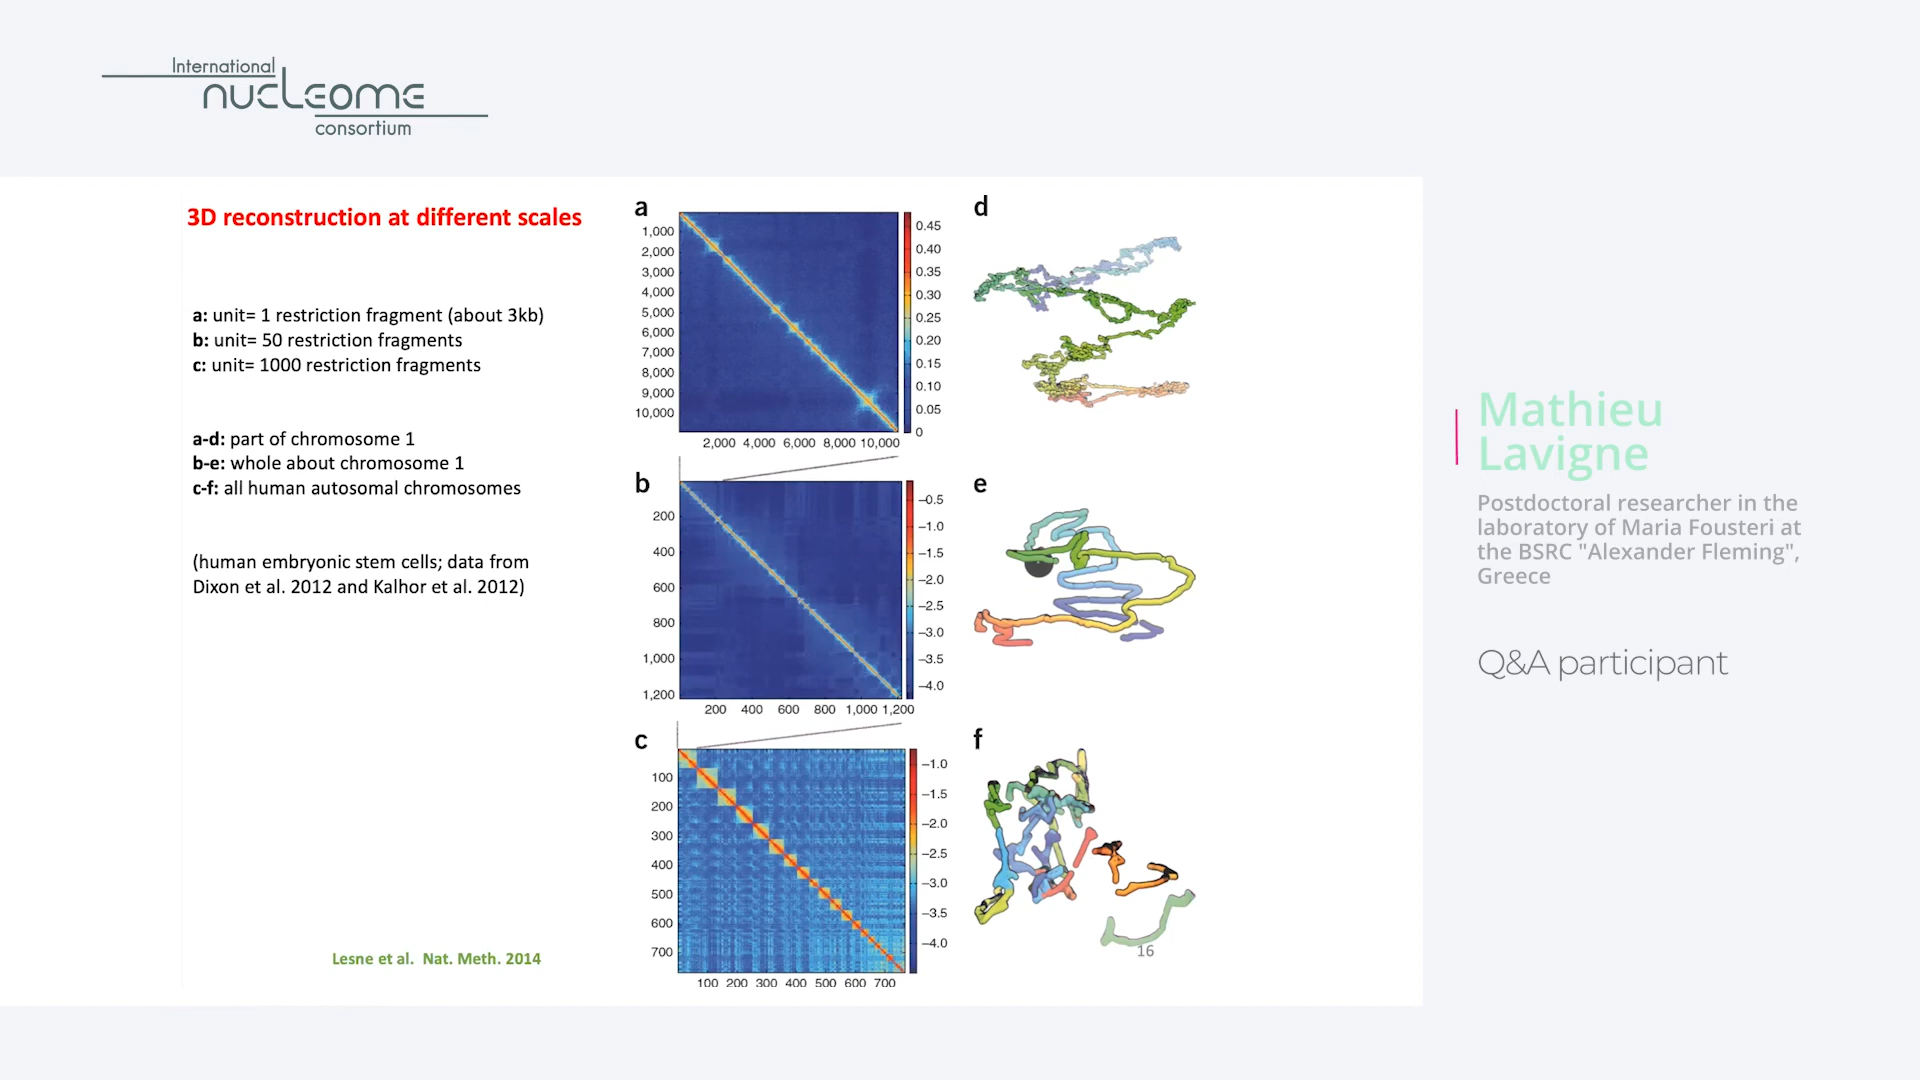 International
nucleome
consortium
3D reconstruction at different scales
a: unit= 1 restriction fragment (about 3kb)
b: unit= 50 restriction fragments
c: unit= 1000 restriction fragments
a-d: part of chromosome 1
b-e: whole about chromosome 1
c-f: all human autosomal chromosomes
(human embryonic stem cells; data from
Dixon et al. 2012 and Kalhor et al. 2012)
Lesne et al. Nat. Meth. 2014
a
1,000
2,000
3,000
4,000
5,000
6,000
7,000
8,000
9,000
10,000
2,000 4,000 6,000 8,000 10,000
0.45
0.40
0.35
0.30
0.25
0.20
0.15
0.10
0.05
0
d
b
200
400
600
800
1,000
1,200
200 400 600 800 1,000 1,200
−0.5
−1.0
−1.5
−2.0
−2.5
−3.0
−3.5
−4.0
e
c
100
200
300
400
500
600
700
100 200 300 400 500 600 700
−1.0
−1.5
−2.0
−2.5
−3.0
−3.5
−4.0
f
16
Mathieu
Lavigne
Postdoctoral researcher in the
laboratory of Maria Fousteri at
the BSRC "Alexander Fleming",
Greece
Q&A participant